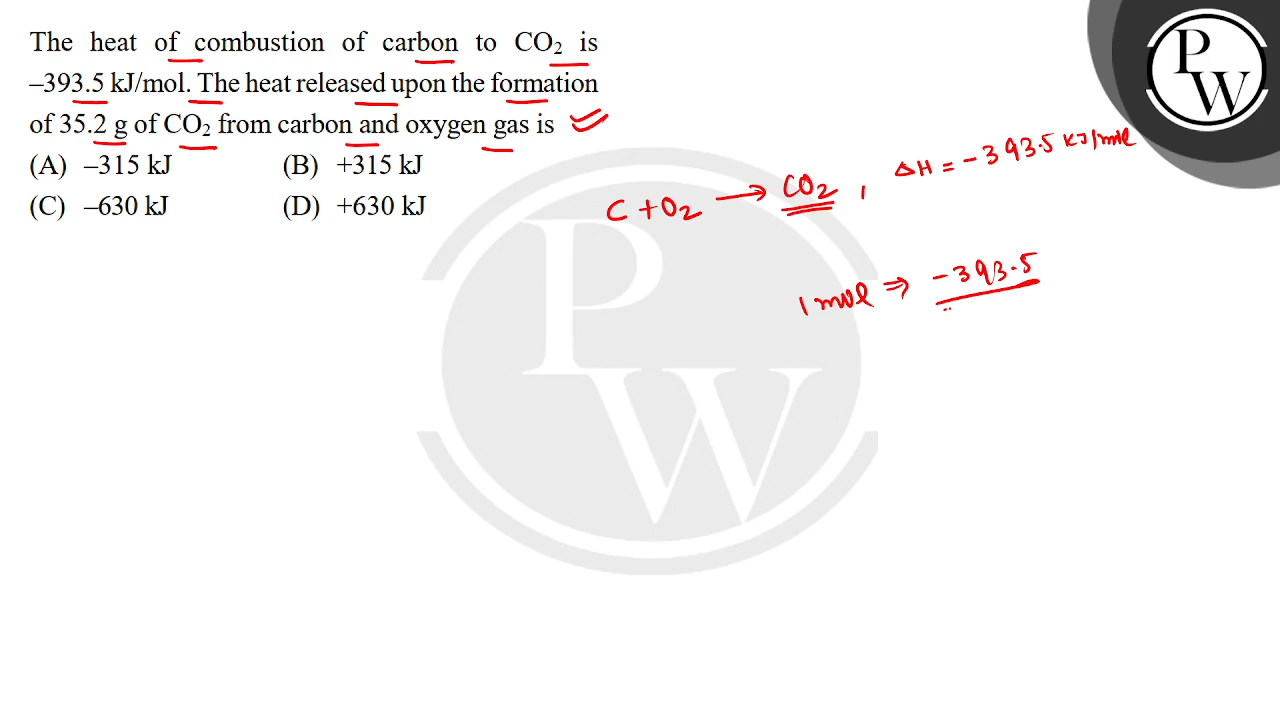 The heat of combustion of carbon to CO₂ is
–393.5 kJ/mol. The heat released upon the formation
of 35.2 g of CO₂ from carbon and oxygen gas is
(A) –315 kJ (B) +315 kJ
(C) –630 kJ (D) +630 kJ
C + O₂ → CO₂ , ΔH = -393.5 KJ/mole
1 mole ⇒ -393.5
P
W
P
W